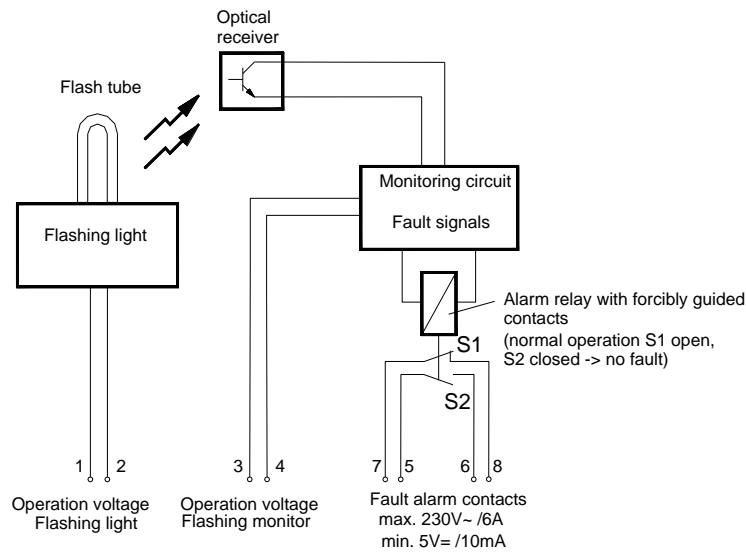 Optical
receiver
Flash tube
Monitoring circuit
Fault signals
Flashing light
Alarm relay with forcibly guided
contacts
(normal operation S1 open,
S2 closed -> no fault)
S1
S2
1 2
3 4
7 5 6 8
Operation voltage
Flashing light
Operation voltage
Flashing monitor
Fault alarm contacts
max. 230V~ /6A
min. 5V= /10mA